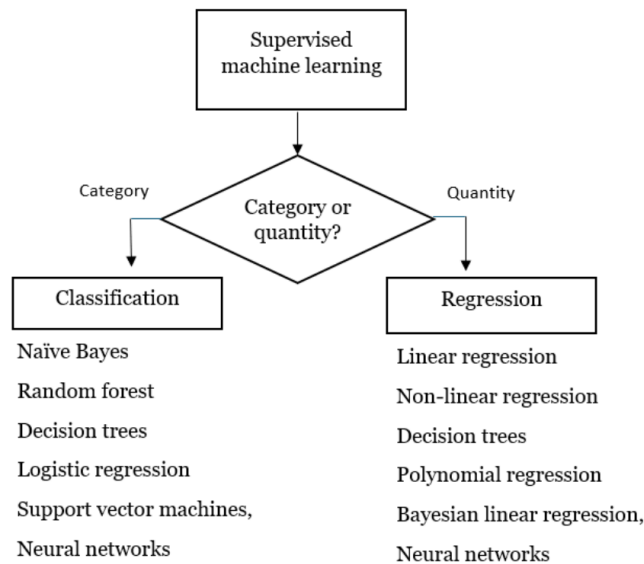 Supervised
machine learning
Category
Quantity
Category or
quantity?
Classification
Regression
Naïve Bayes
Random forest
Decision trees
Logistic regression
Support vector machines,
Neural networks
Linear regression
Non-linear regression
Decision trees
Polynomial regression
Bayesian linear regression,
Neural networks